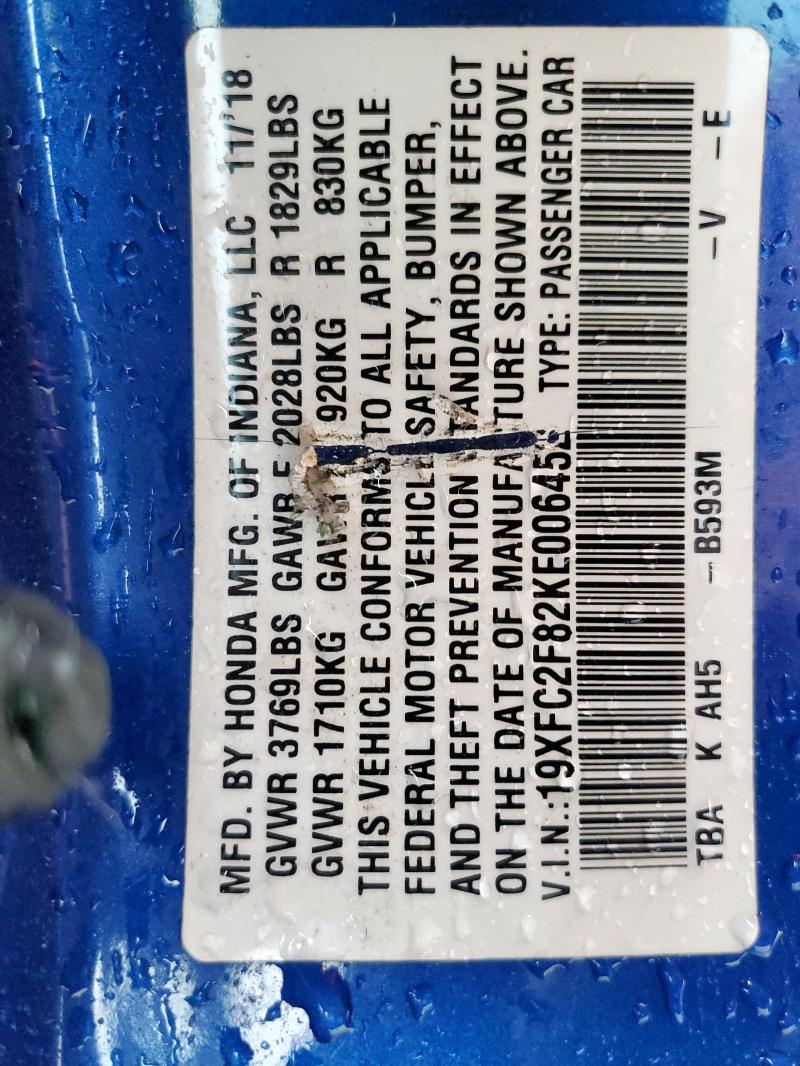 MFD. BY HONDA MFG. OF INDIANA, LLC 11/'18
GVWR 3769LBS GAWR F 2028LBS R 1829LBS
GVWR 1710KG GAWR 920KG R 830KG
THIS VEHICLE CONFORMS TO ALL APPLICABLE
FEDERAL MOTOR VEHICLE SAFETY, BUMPER,
AND THEFT PREVENTION STANDARDS IN EFFECT
ON THE DATE OF MANUFACTURE SHOWN ABOVE.
V.I.N.:19XFC2F82KE006452 TYPE: PASSENGER CAR
TBA K AH5 –B593M –V –E